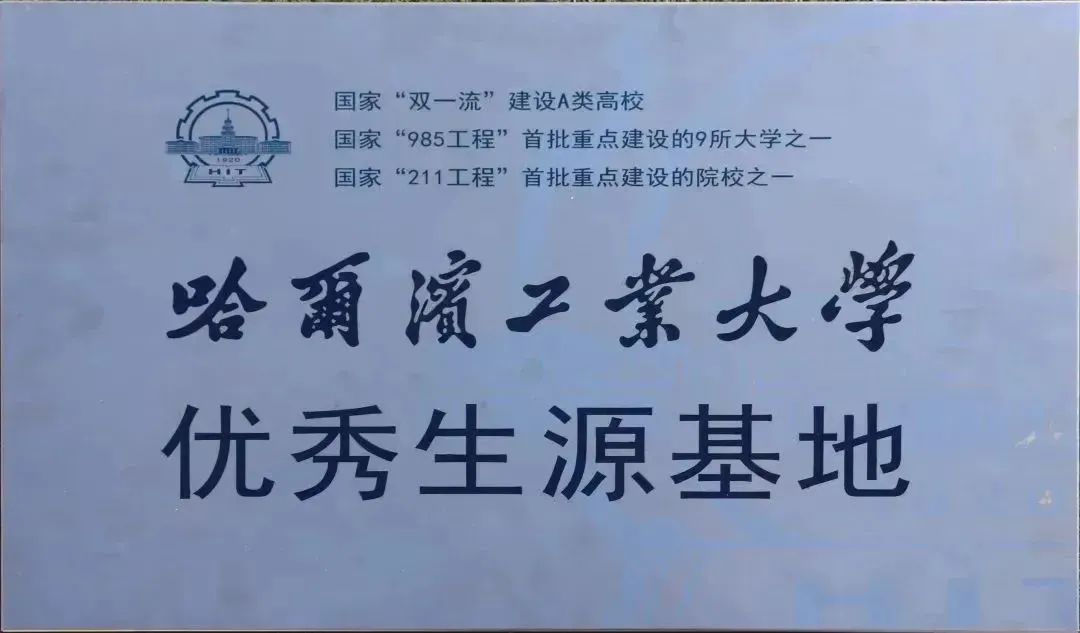 国家“双一流”建设A类高校
国家“985工程”首批重点建设的9所大学之一
国家“211工程”首批重点建设的院校之一
1920
HIT
哈爾濱工業大學
优秀生源基地